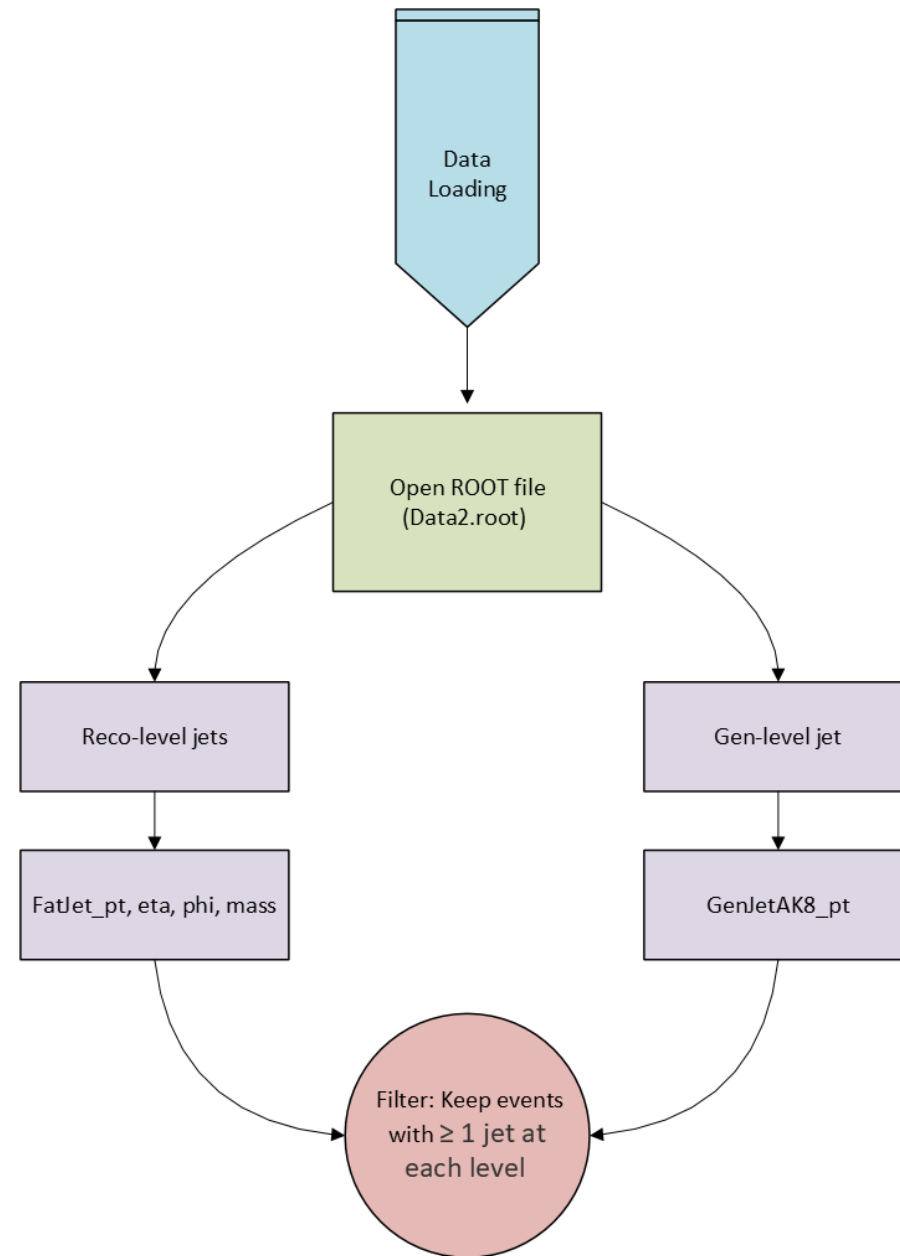 Data
Loading
Open ROOT file
(Data2.root)
Reco-level jets
Gen-level jet
FatJet_pt, eta, phi, mass
GenJetAK8_pt
Filter: Keep events
with ≥ 1 jet at
each level